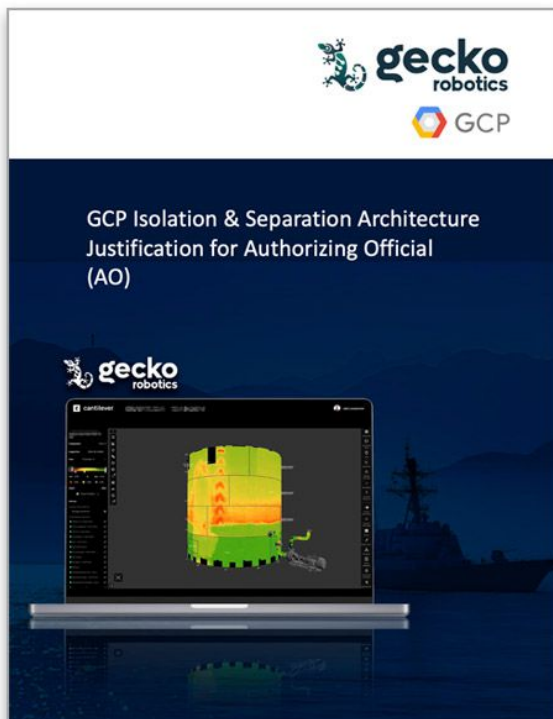 gecko
robotics
GCP
GCP Isolation & Separation Architecture
Justification for Authorizing Official
(AO)
gecko
robotics
cantilever